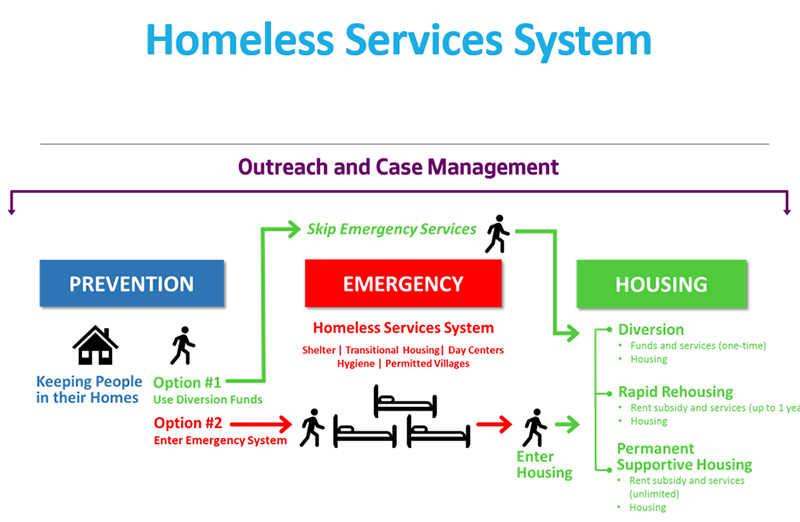 Homeless Services System
Outreach and Case Management
Skip Emergency Services
PREVENTION
EMERGENCY
HOUSING
Homeless Services System
Shelter | Transitional Housing | Day Centers
Hygiene | Permitted Villages
Keeping People
in their Homes
Option #1
Use Diversion Funds
Option #2
Enter Emergency System
Enter
Housing
Diversion
• Funds and services (one-time)
• Housing
Rapid Rehousing
• Rent subsidy and services (up to 1 yea
• Housing
Permanent
Supportive Housing
• Rent subsidy and services
(unlimited)
• Housing